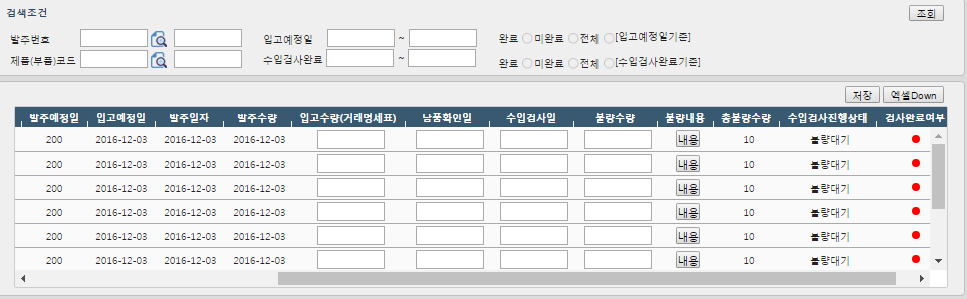 검색조건 조회
발주번호 입고예정일 ~ 완료 미완료 전체 [입고예정일기준]
제품(부품)코드 수입검사완료 ~ 완료 미완료 전체 [수입검사완료기준]
저장 엑셀Down
발주예정일 입고예정일 발주일자 발주수량 입고수량(거래명세표) 납품확인일 수입검사일 불량수량 불량내용 총불량수량 수입검사진행상태 검사완료여부
200 2016-12-03 2016-12-03 2016-12-03 내용 10 불량대기
200 2016-12-03 2016-12-03 2016-12-03 내용 10 불량대기
200 2016-12-03 2016-12-03 2016-12-03 내용 10 불량대기
200 2016-12-03 2016-12-03 2016-12-03 내용 10 불량대기
200 2016-12-03 2016-12-03 2016-12-03 내용 10 불량대기
200 2016-12-03 2016-12-03 2016-12-03 내용 10 불량대기